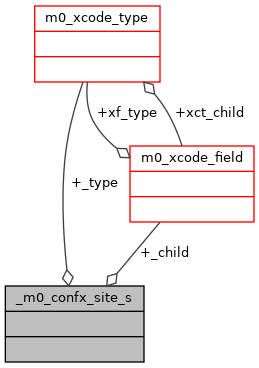 m0_xcode_type
+xf_type
+xct_child
m0_xcode_field
+_type
+_child
_m0_confx_site_s